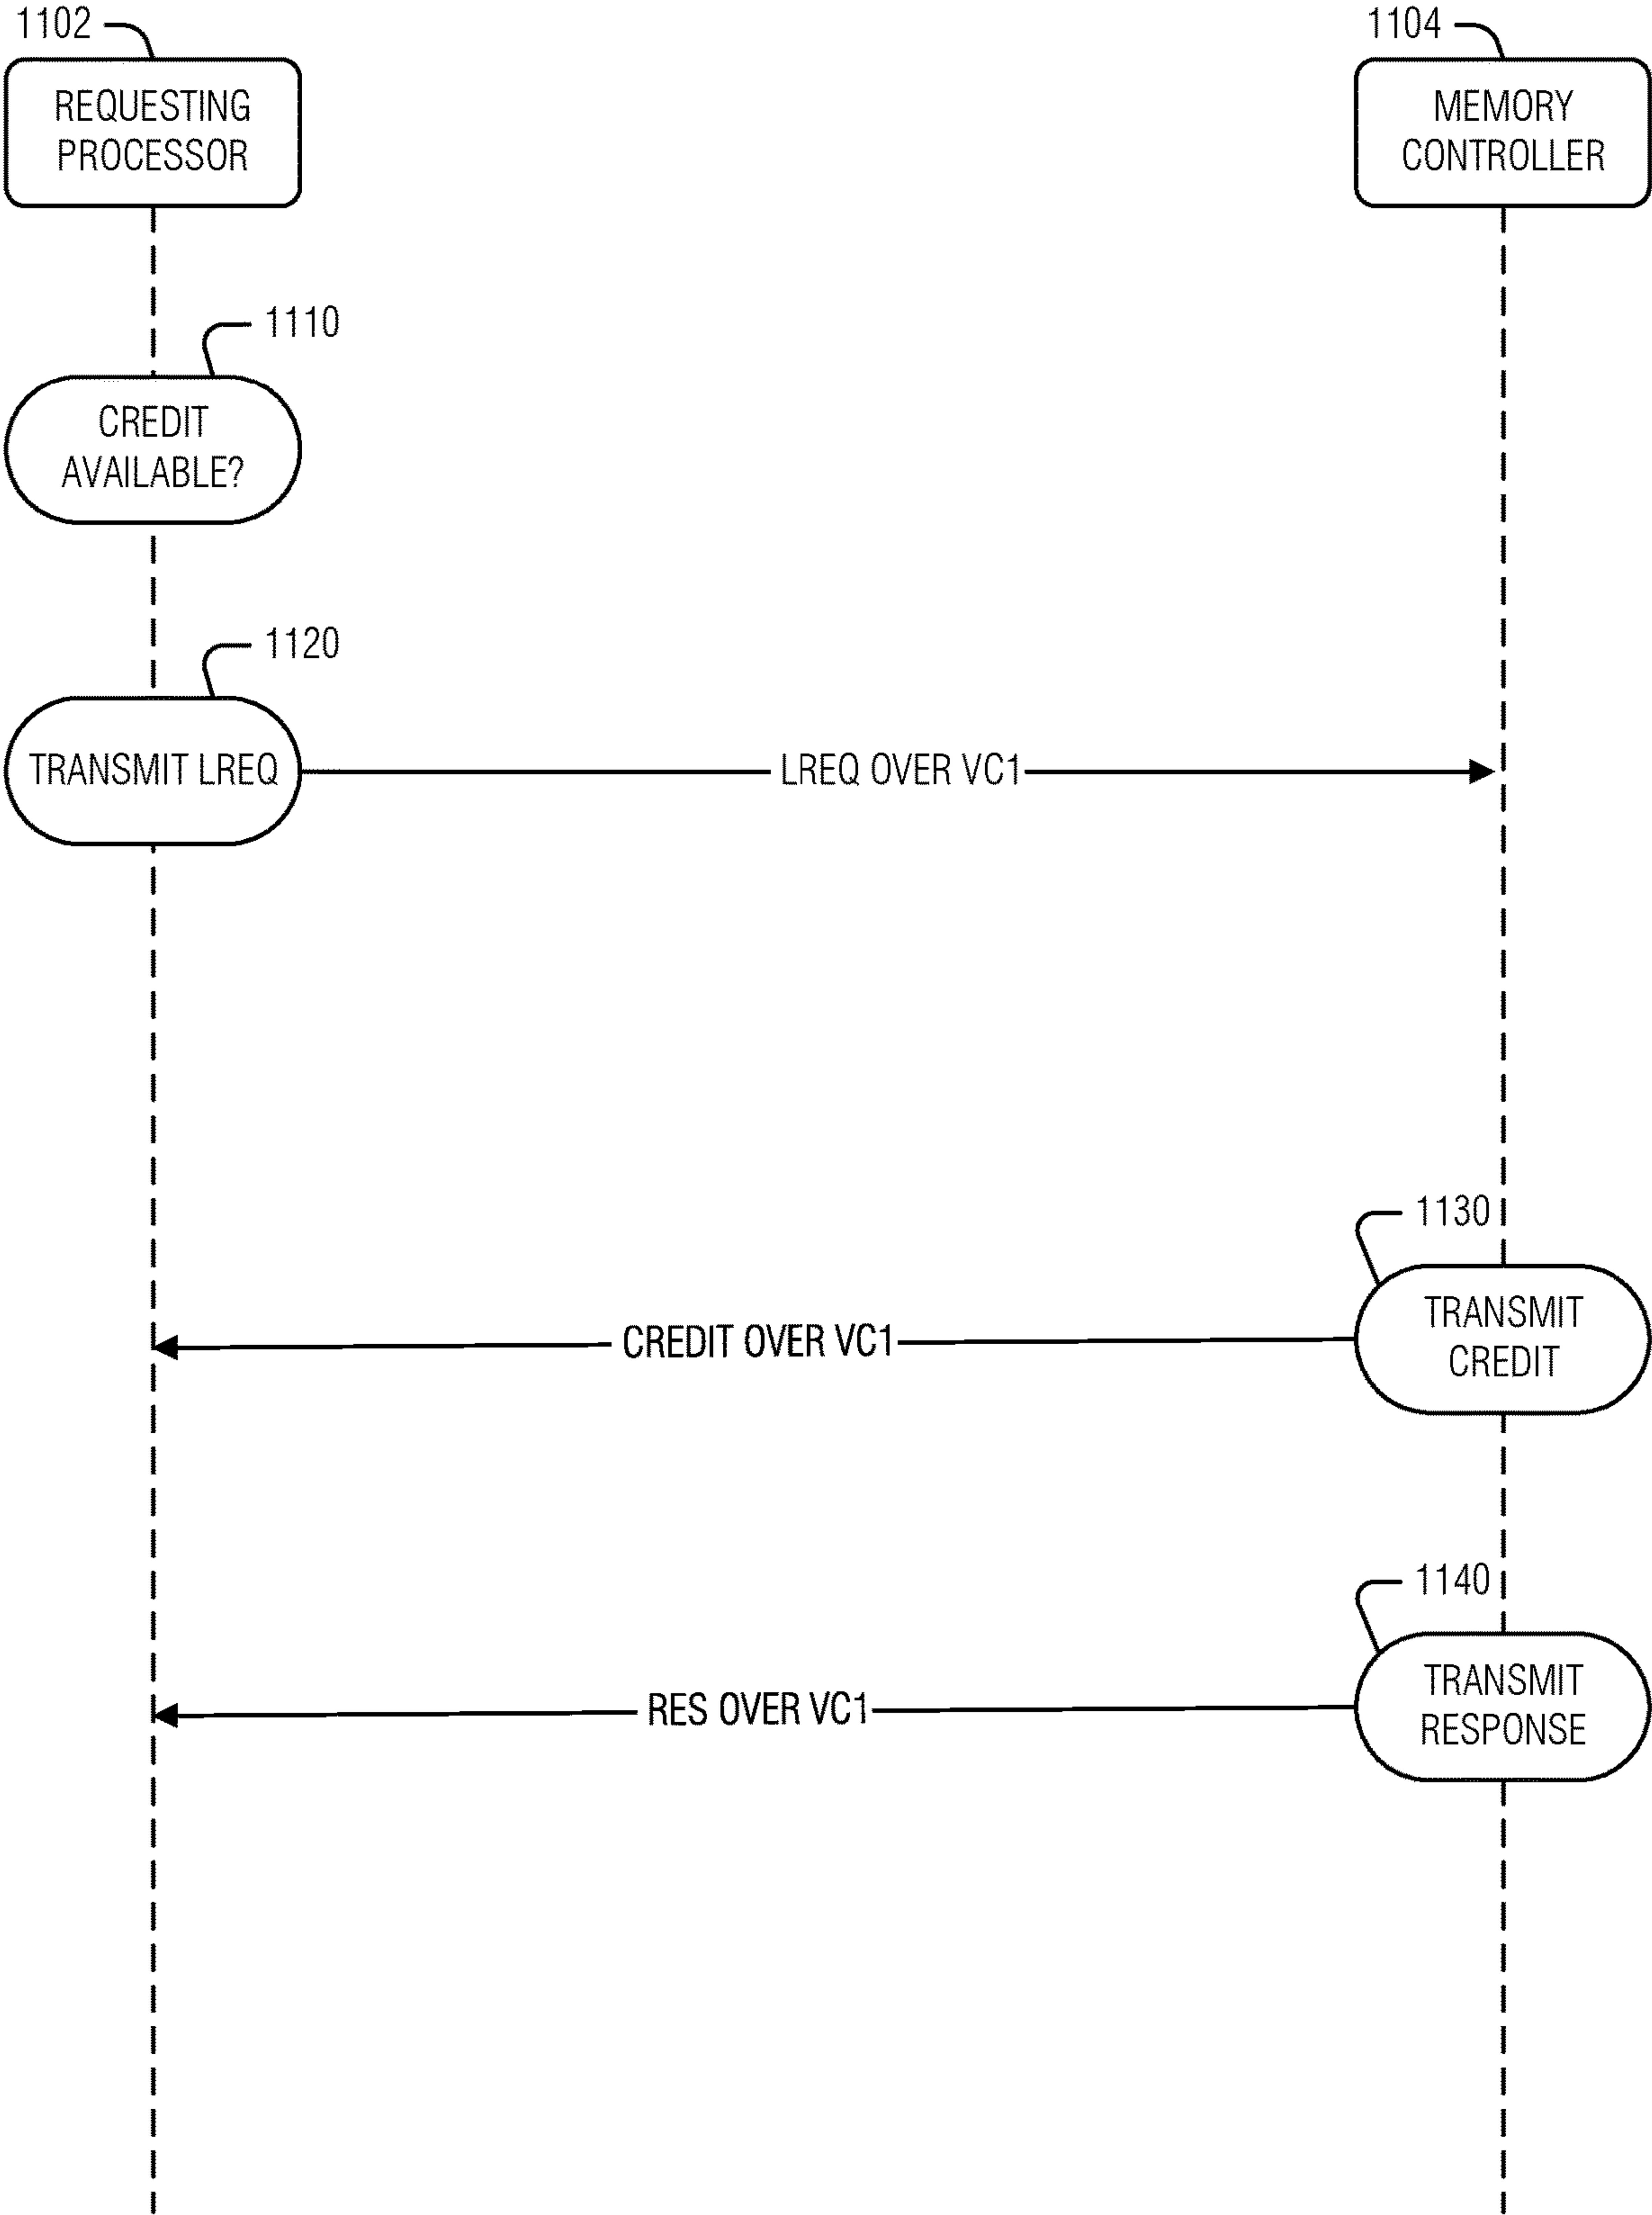 1102
1104
REQUESTING
PROCESSOR
MEMORY
CONTROLLER
1110
CREDIT
AVAILABLE?
1120
TRANSMIT LREQ
LREQ OVER VC1
1130
TRANSMIT
CREDIT
CREDIT OVER VC1
1140
TRANSMIT
RESPONSE
RES OVER VC1